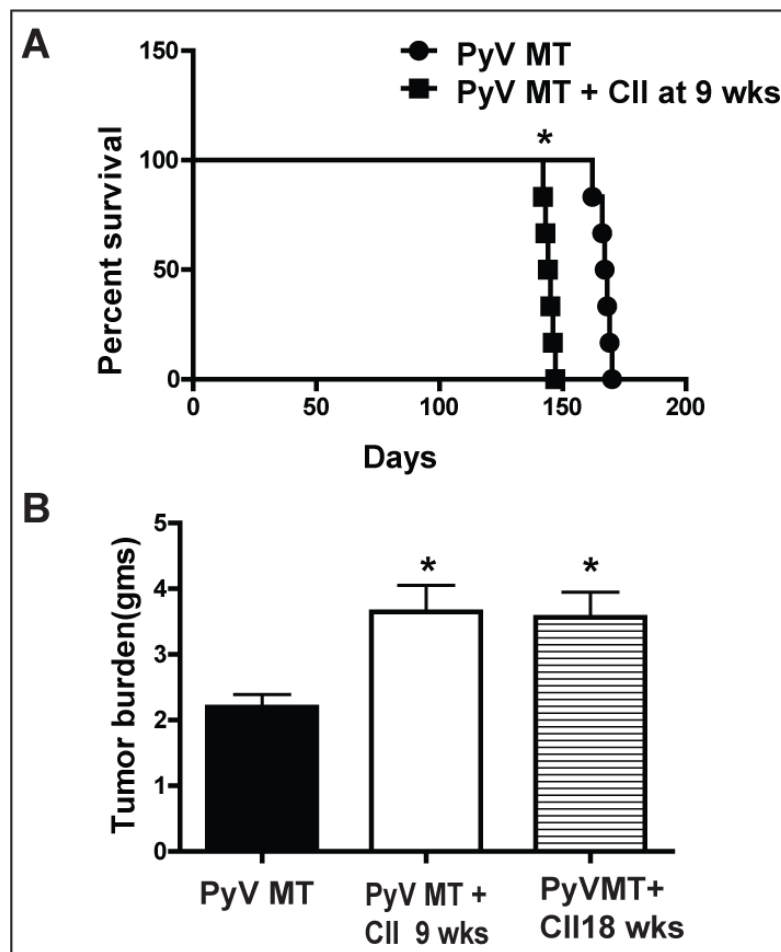 A
PyV MT
PyV MT + CII at 9 wks
*
150
100
50
0
Percent survival
0 50 100 150 200
Days
B
5
4
3
2
1
0
Tumor burden(gms)
* *
PyV MT
PyV MT +
CII 9 wks
PyVMT+
CII18 wks